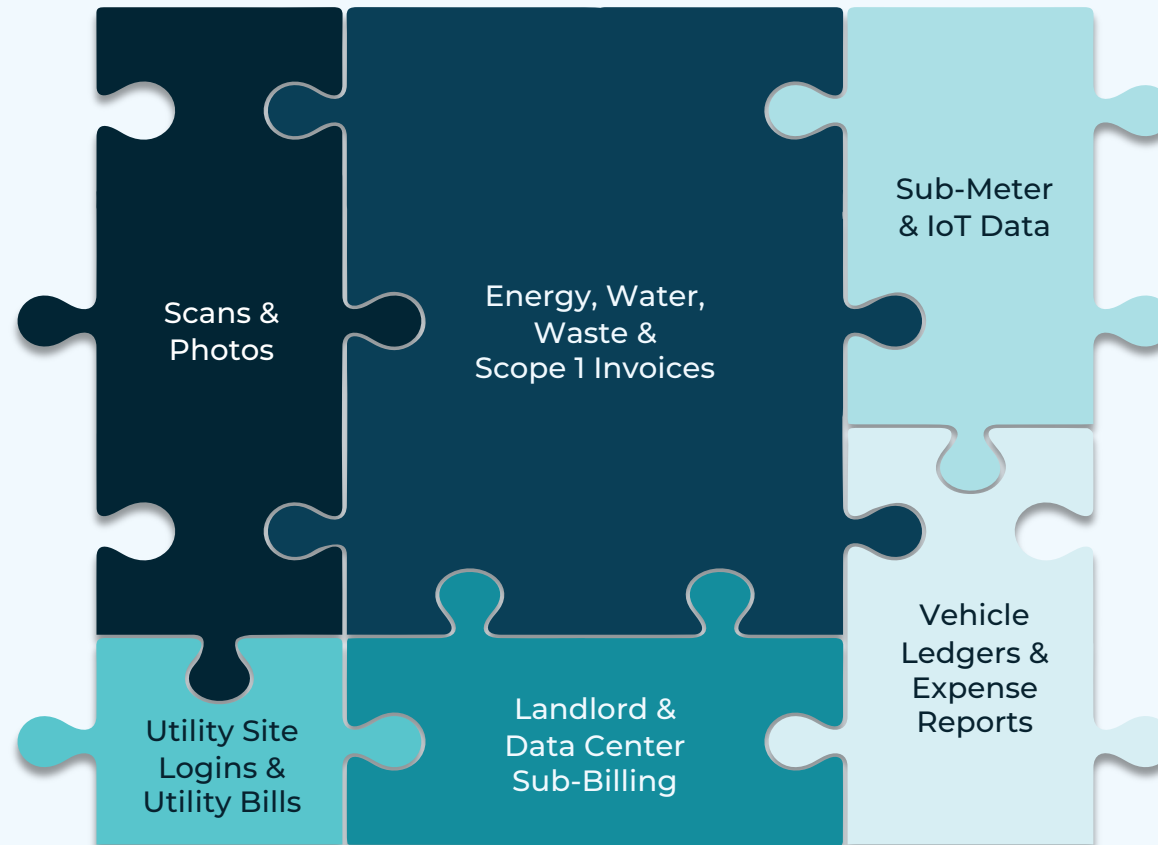 Scans &
Photos
Energy, Water,
Waste &
Scope 1 Invoices
Sub-Meter
& IoT Data
Utility Site
Logins &
Utility Bills
Landlord &
Data Center
Sub-Billing
Vehicle
Ledgers &
Expense
Reports